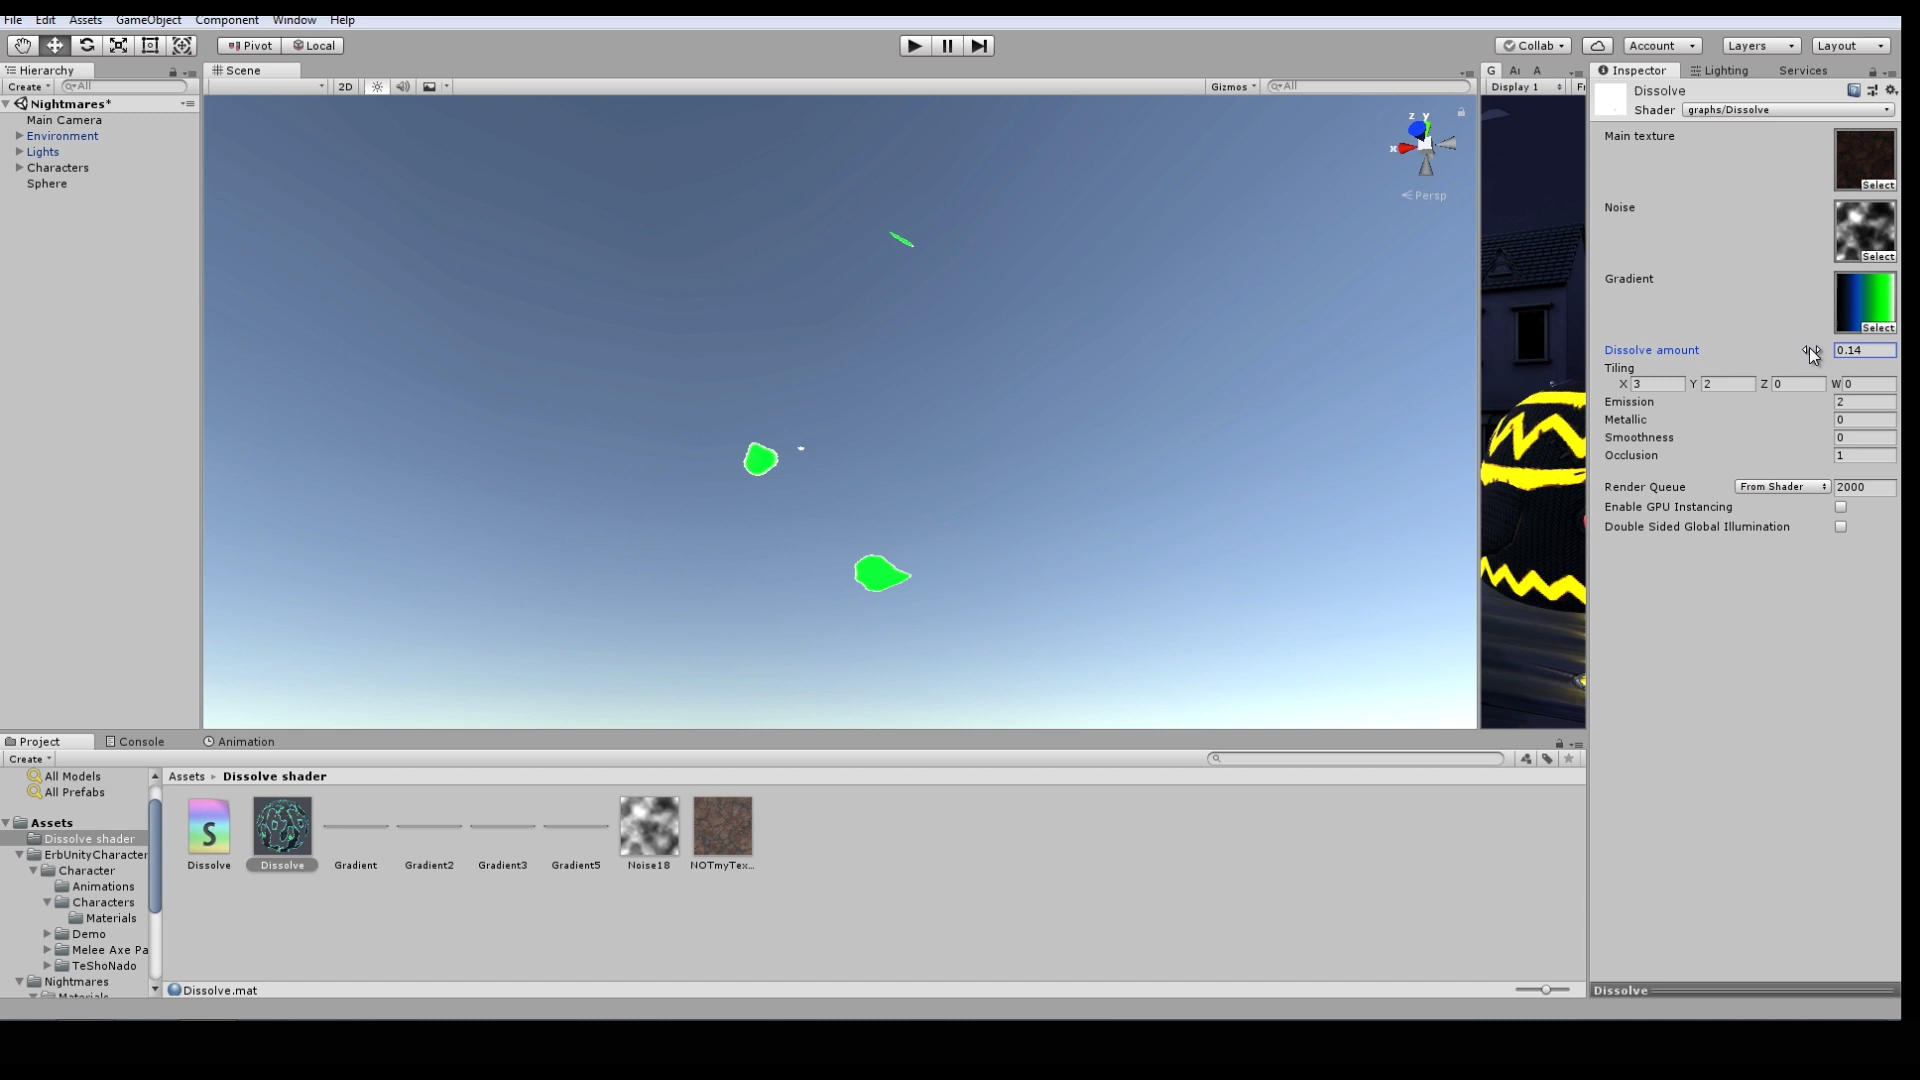 File Edit Assets GameObject Component Window Help
Pivot Local Collab Account Layers Layout
Hierarchy
Create All
Nightmares*
Main Camera
Environment
Lights
Characters
Sphere
Scene
2D Gizmos All
z y
x
Persp
G A
Display 1
Inspector Lighting Services
Dissolve
Shader graphs/Dissolve
Main texture
Select
Noise
Select
Gradient
Select
Dissolve amount 0.14
Tiling
X 3 Y 2 Z 0 W 0
Emission 2
Metallic 0
Smoothness 0
Occlusion 1
Render Queue From Shader 2000
Enable GPU Instancing
Double Sided Global Illumination
Project Console Animation
Create
All Models
All Prefabs
Assets
Dissolve shader
ErbUnityCharacter
Character
Animations
Characters
Materials
Demo
Melee Axe Pa
TeShoNado
Nightmares
Materials
Assets Dissolve shader
S
Dissolve Dissolve Gradient Gradient2 Gradient3 Gradient5 Noise18 NOTmyTex...
Dissolve.mat
Dissolve